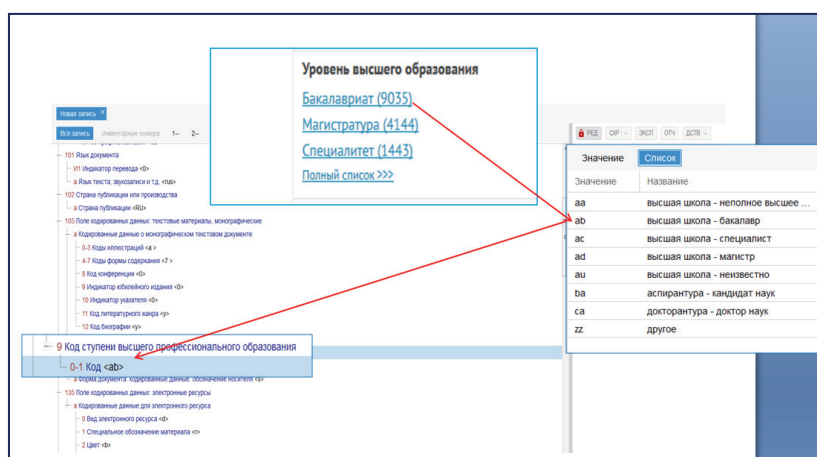 Уровень высшего образования
Бакалавриат (9035)
Магистратура (4144)
Специалитет (1443)
Полный список >>>
Новая запись ×
Вся запись Инвентарные номера 1-- 2--
101 Язык документа
И1 Индикатор перевода <0>
a Язык текста, звукозаписи и т.д. <rus>
102 Страна публикации или производства
a Страна публикации <RU>
105 Поле кодированных данных: текстовые материалы, монографические
a Кодированные данные о монографическом текстовом документе
0-3 Коды иллюстраций <a >
4-7 Коды формы содержания <7 >
8 Код конференции <0>
9 Индикатор юбилейного издания <0>
10 Индикатор указателя <0>
11 Код литературного жанра <y>
12 Код биографии <y>
9 Код ступени высшего профессионального образования
0-1 Код <ab>
a Форма документа: кодированные данные: обозначение носителя <s>
135 Поле кодированных данных: электронные ресурсы
a Кодированные данные для электронного ресурса
0 Вид электронного ресурса <d>
1 Специальное обозначение материала <r>
2 Цвет <b>
РЕД ОКР ЭКСП ОТЧ ДСТВ
Значение Список
Значение Название
aa высшая школа - неполное высшее ...
ab высшая школа - бакалавр
ac высшая школа - специалист
ad высшая школа - магистр
au высшая школа - неизвестно
ba аспирантура - кандидат наук
ca докторантура - доктор наук
zz другое